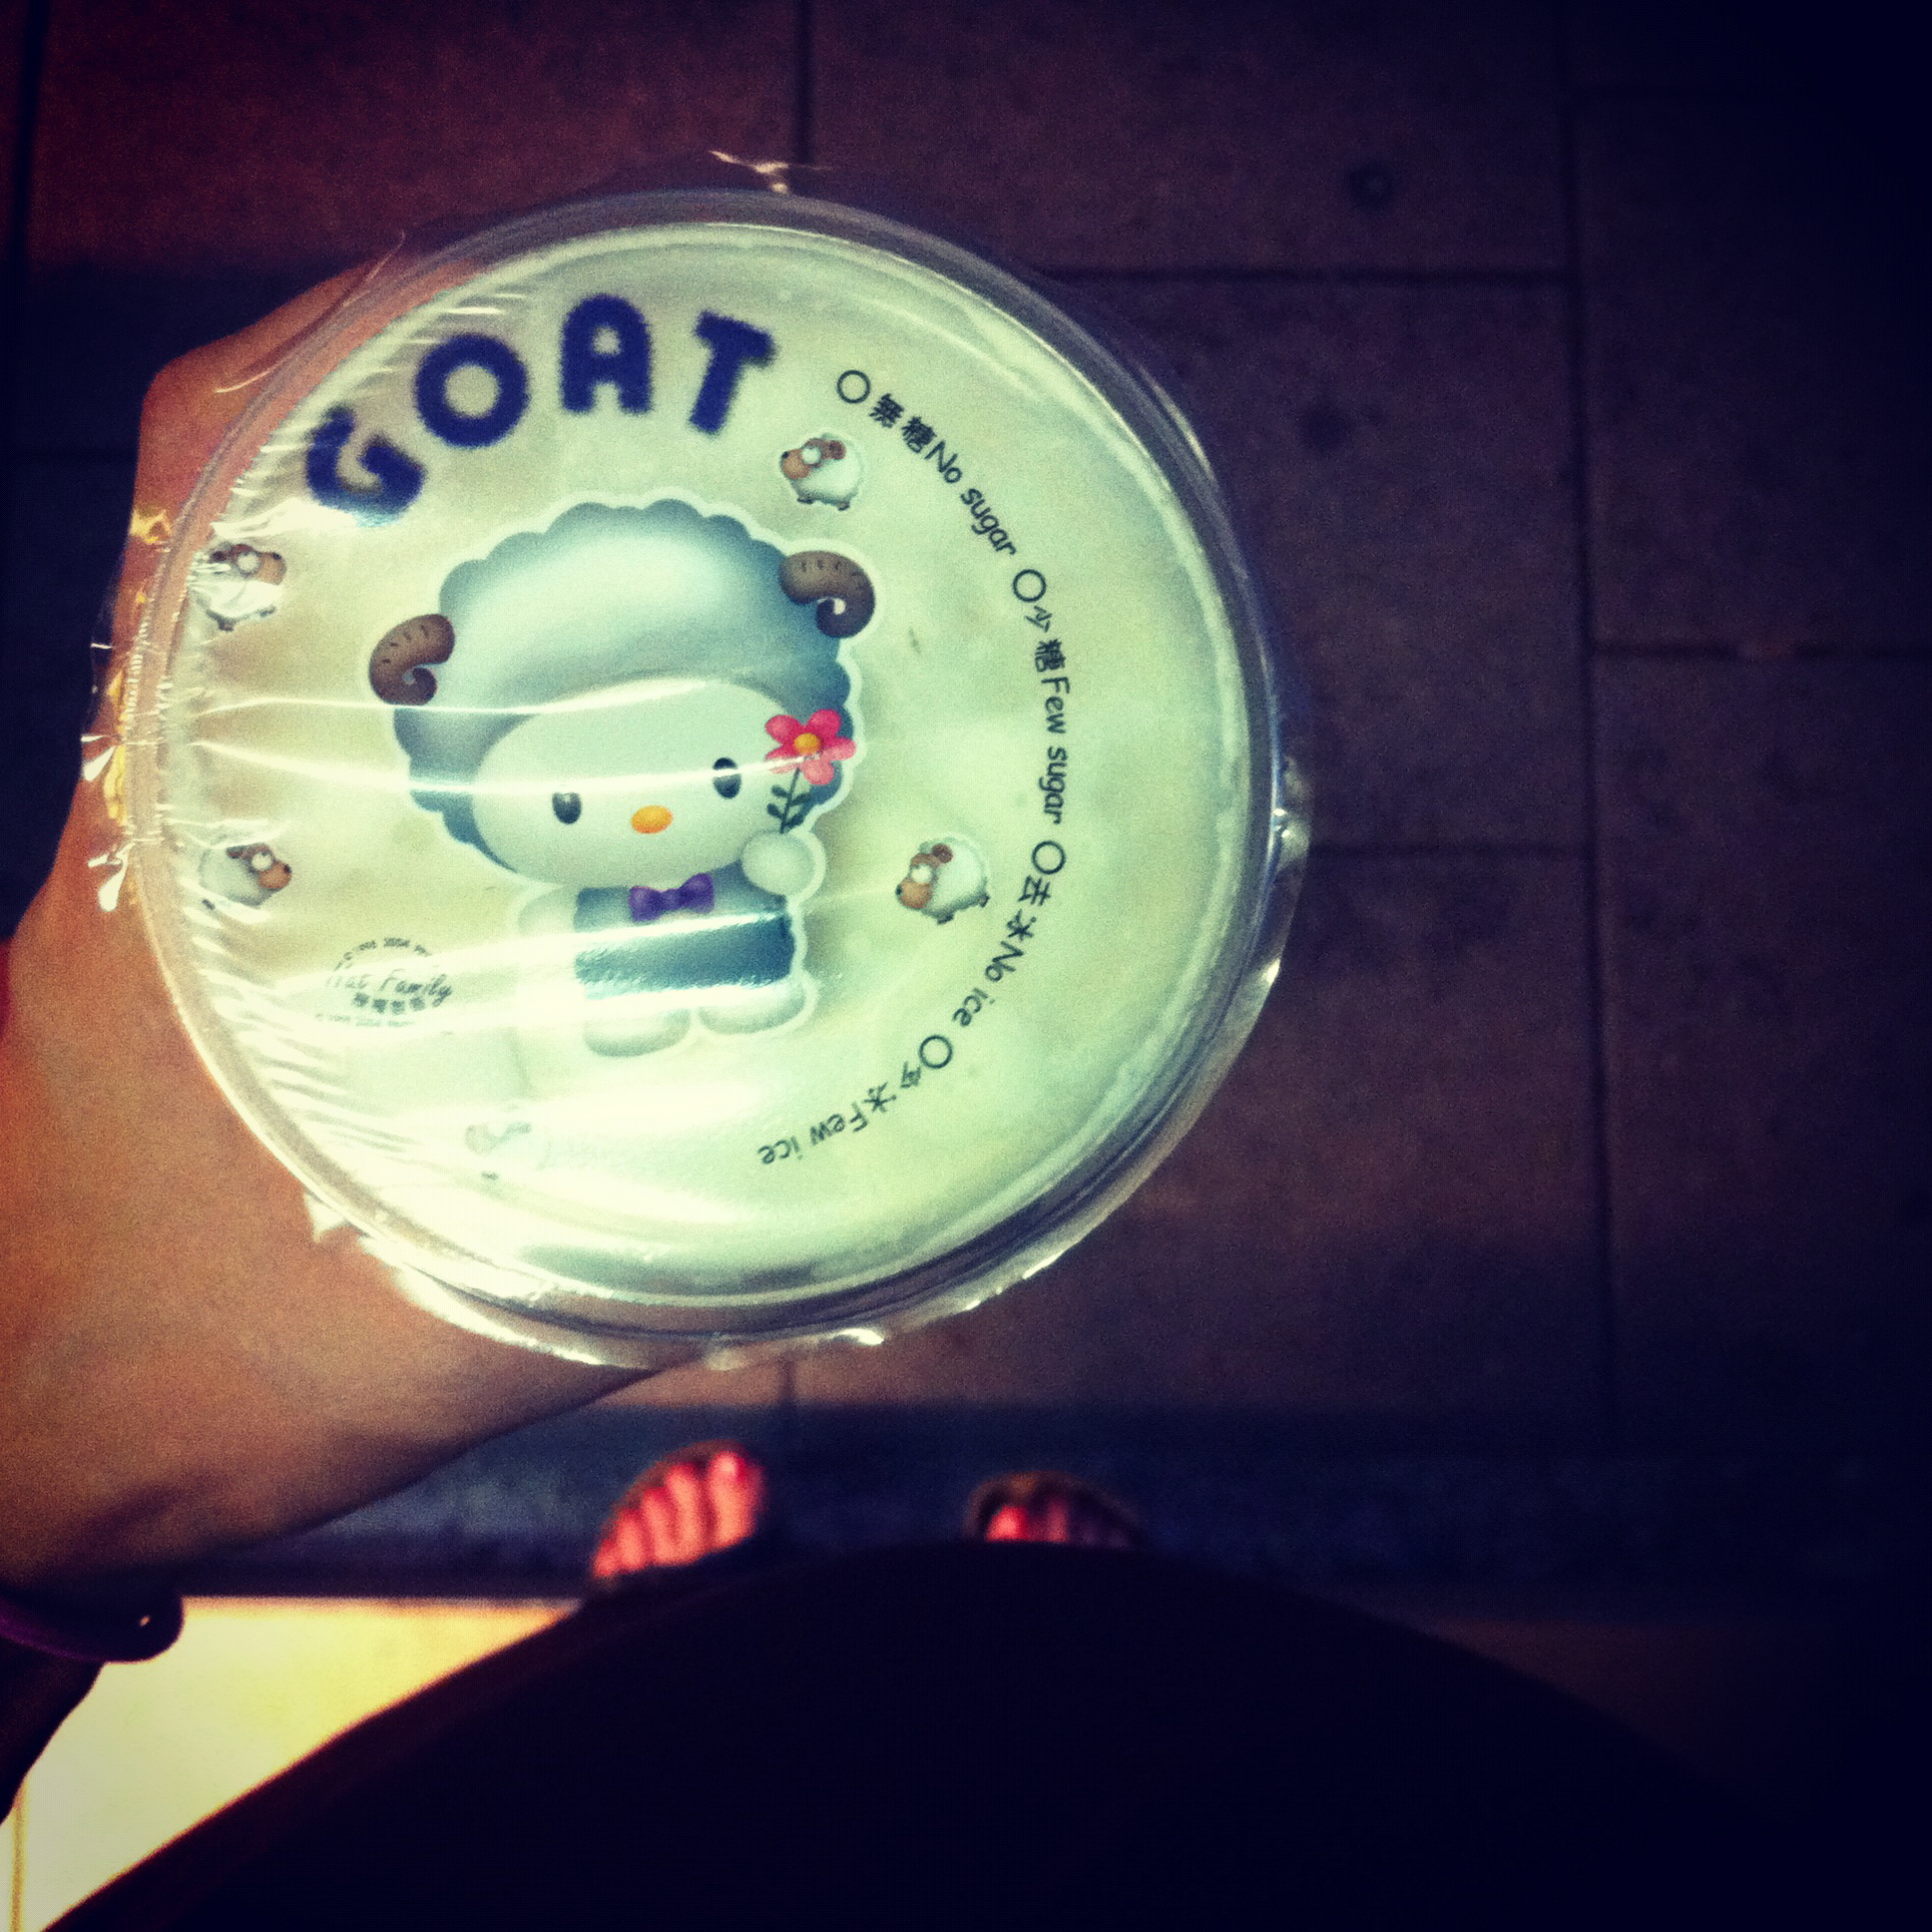 GOAT
○無糖No sugar ○少糖Few sugar ○去冰No ice ○少冰Few ice
Family